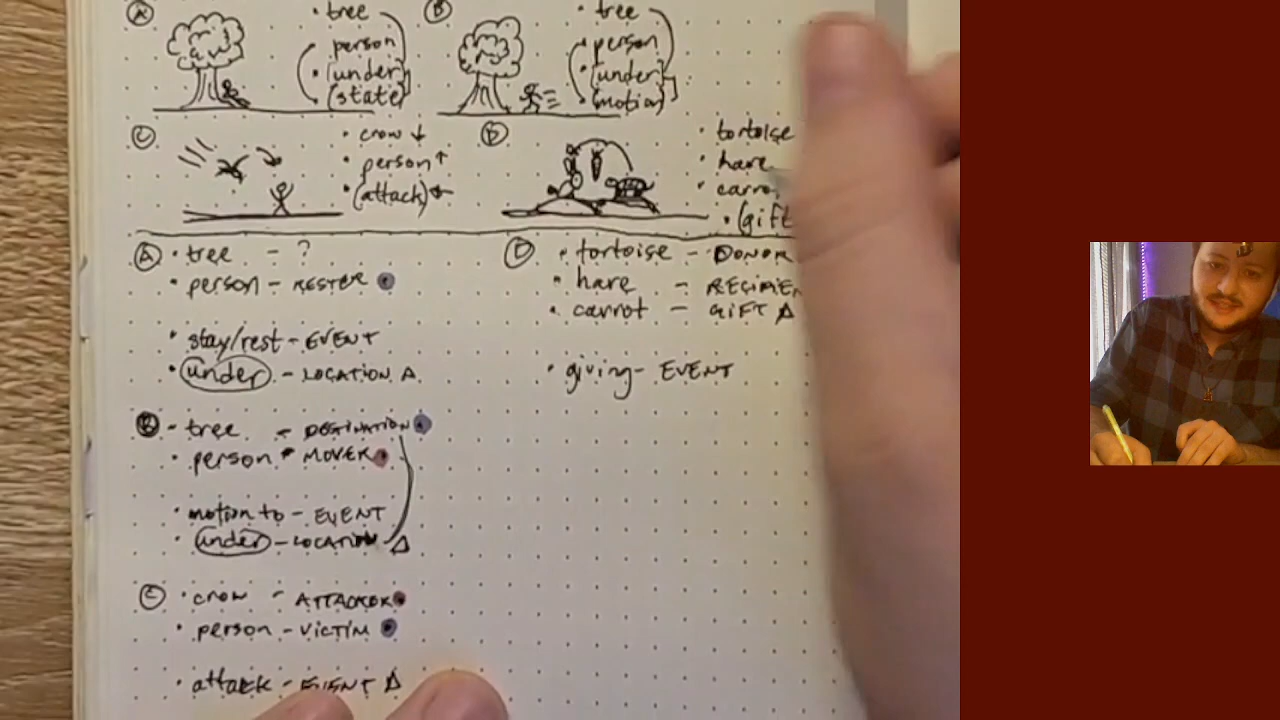 A
• tree
person
• (under)
(state)
B
• tree
• person
• (under)
• (motion)
C
• crow ↓
• person ↑
• (attack)
D
• tortoise
• hare
• carro
• (gift
A • tree - ?
• person - RESTER
• stay/rest - EVENT
• under - LOCATION Δ
B - tree - DESTINATION
• person - MOVER
• motion to - EVENT
• under - LOCATION Δ
C • crow - ATTACKER
• person - VICTIM
• attack - EVENT Δ
D • tortoise - DONOR
• hare - RECIPIEN
• carrot - GIFT Δ
• giving - EVENT